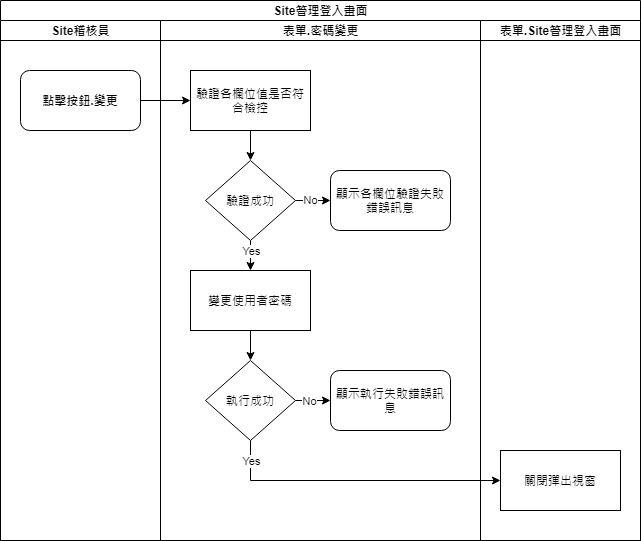 Site管理登入畫面
Site稽核員
表單.密碼變更
表單.Site管理登入畫面
點擊按鈕.變更
驗證各欄位值是否符
合檢控
驗證成功
No
顯示各欄位驗證失敗
錯誤訊息
Yes
變更使用者密碼
執行成功
No
顯示執行失敗錯誤訊
息
Yes
關閉彈出視窗